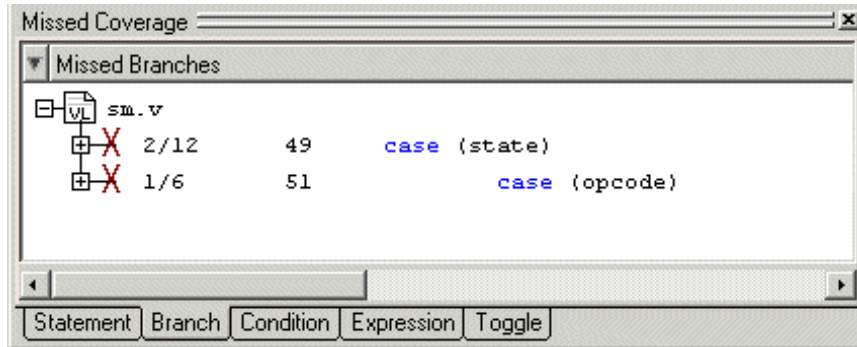 Missed Coverage
Missed Branches
VL sm.v
2/12 49 case (state)
1/6 51 case (opcode)
Statement Branch Condition Expression Toggle